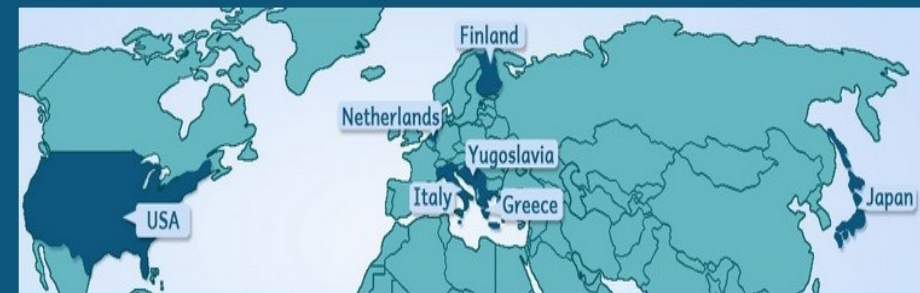 Finland
Netherlands
Yugoslavia
Italy
Greece
Japan
USA